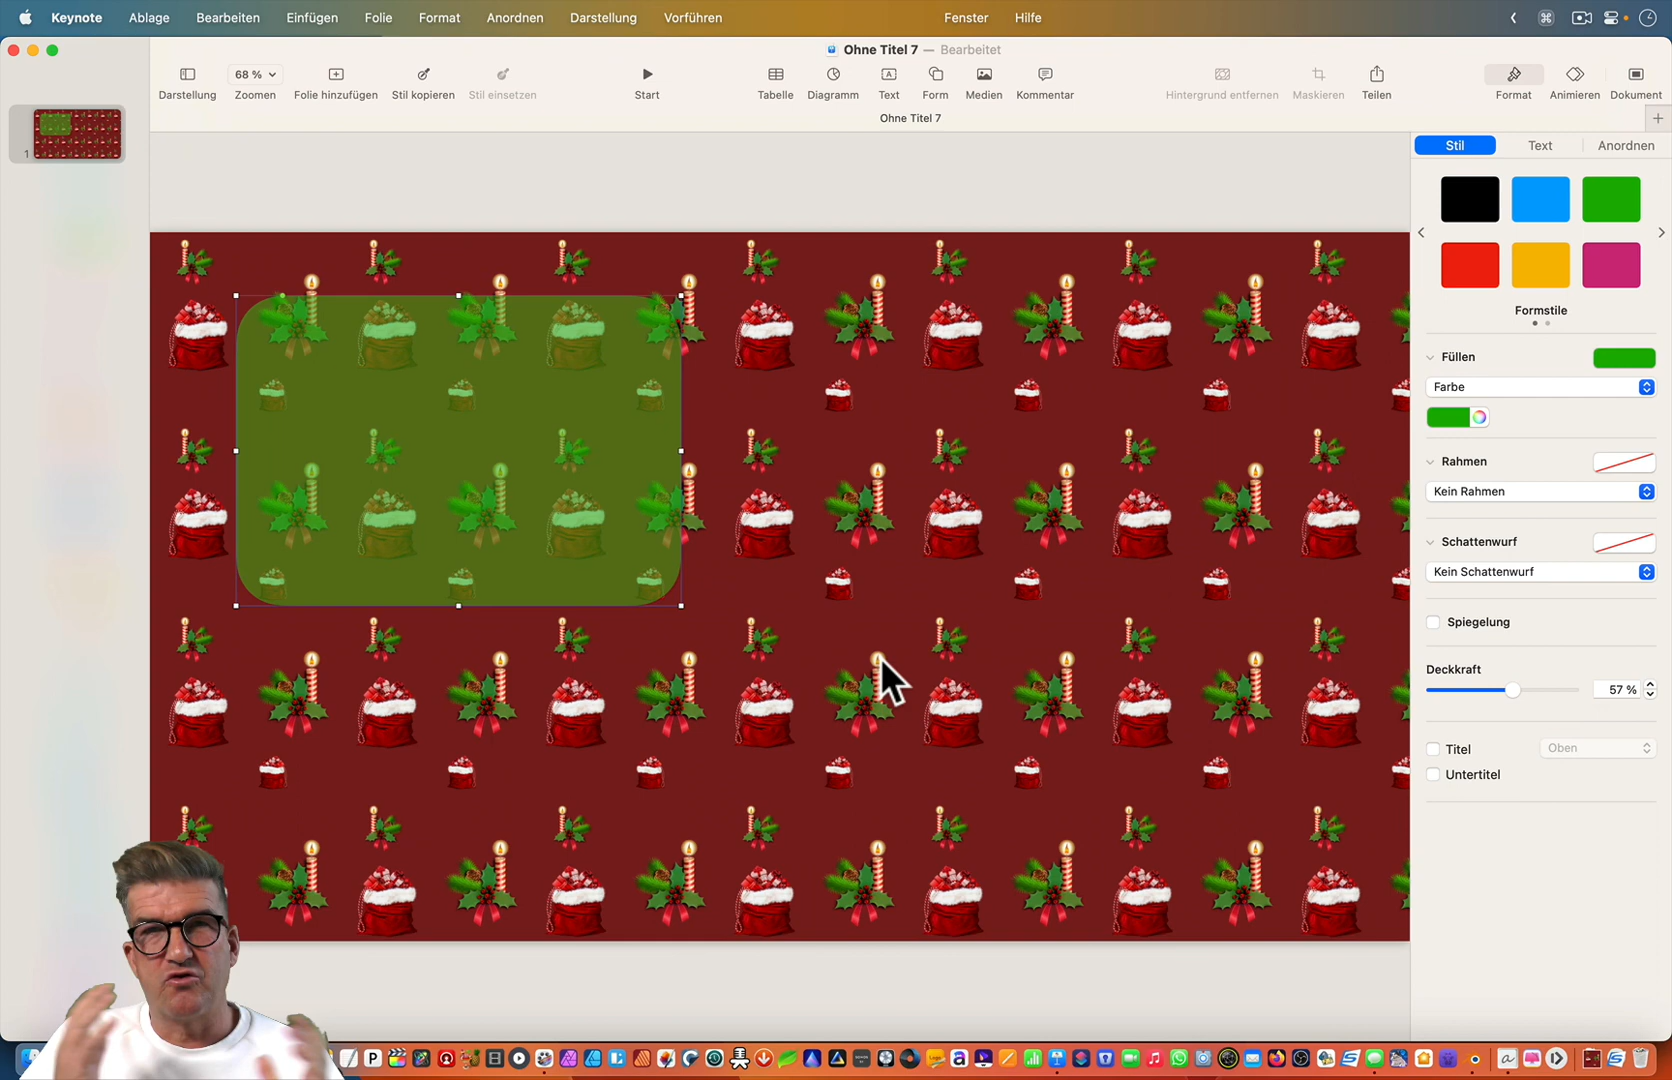 Keynote Ablage Bearbeiten Einfügen Folie Format Anordnen Darstellung Vorführen Fenster Hilfe
Ohne Titel 7 — Bearbeitet
68 %
Darstellung Zoomen Folie hinzufügen Stil kopieren Stil einsetzen Start Tabelle Diagramm Text Form Medien Kommentar Hintergrund entfernen Maskieren Teilen Format Animieren Dokument
Ohne Titel 7
1
Stil Text Anordnen
Formstile
Füllen
Farbe
Rahmen
Kein Rahmen
Schattenwurf
Kein Schattenwurf
Spiegelung
Deckkraft
57 %
Titel Oben
Untertitel